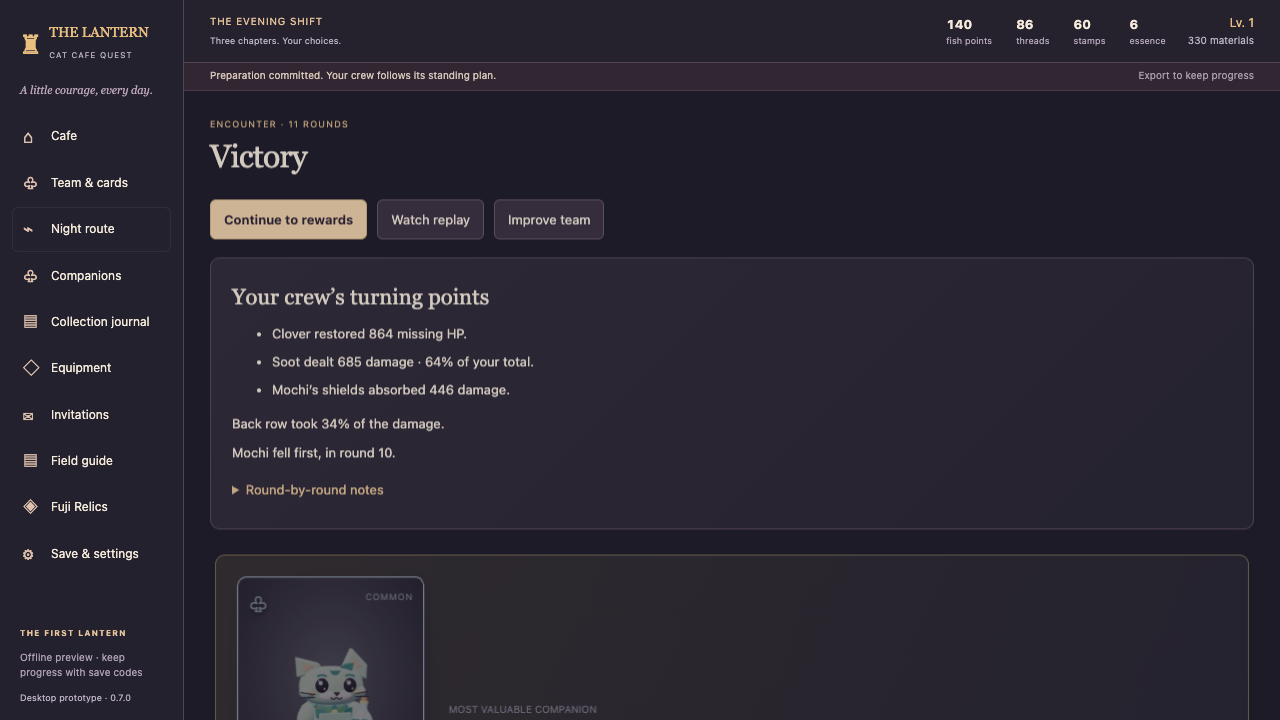 THE LANTERN
CAT CAFE QUEST
A little courage, every day.
Cafe
Team & cards
Night route
Companions
Collection journal
Equipment
Invitations
Field guide
Fuji Relics
Save & settings
THE FIRST LANTERN
Offline preview · keep
progress with save codes
Desktop prototype · 0.7.0
THE EVENING SHIFT
Three chapters. Your choices.
140
fish points
86
threads
60
stamps
6
essence
Lv. 1
330 materials
Preparation committed. Your crew follows its standing plan.
Export to keep progress
ENCOUNTER · 11 ROUNDS
Victory
Continue to rewards
Watch replay
Improve team
Your crew’s turning points
• Clover restored 864 missing HP.
• Soot dealt 685 damage · 64% of your total.
• Mochi’s shields absorbed 446 damage.
Back row took 34% of the damage.
Mochi fell first, in round 10.
Round-by-round notes
COMMON
MOST VALUABLE COMPANION